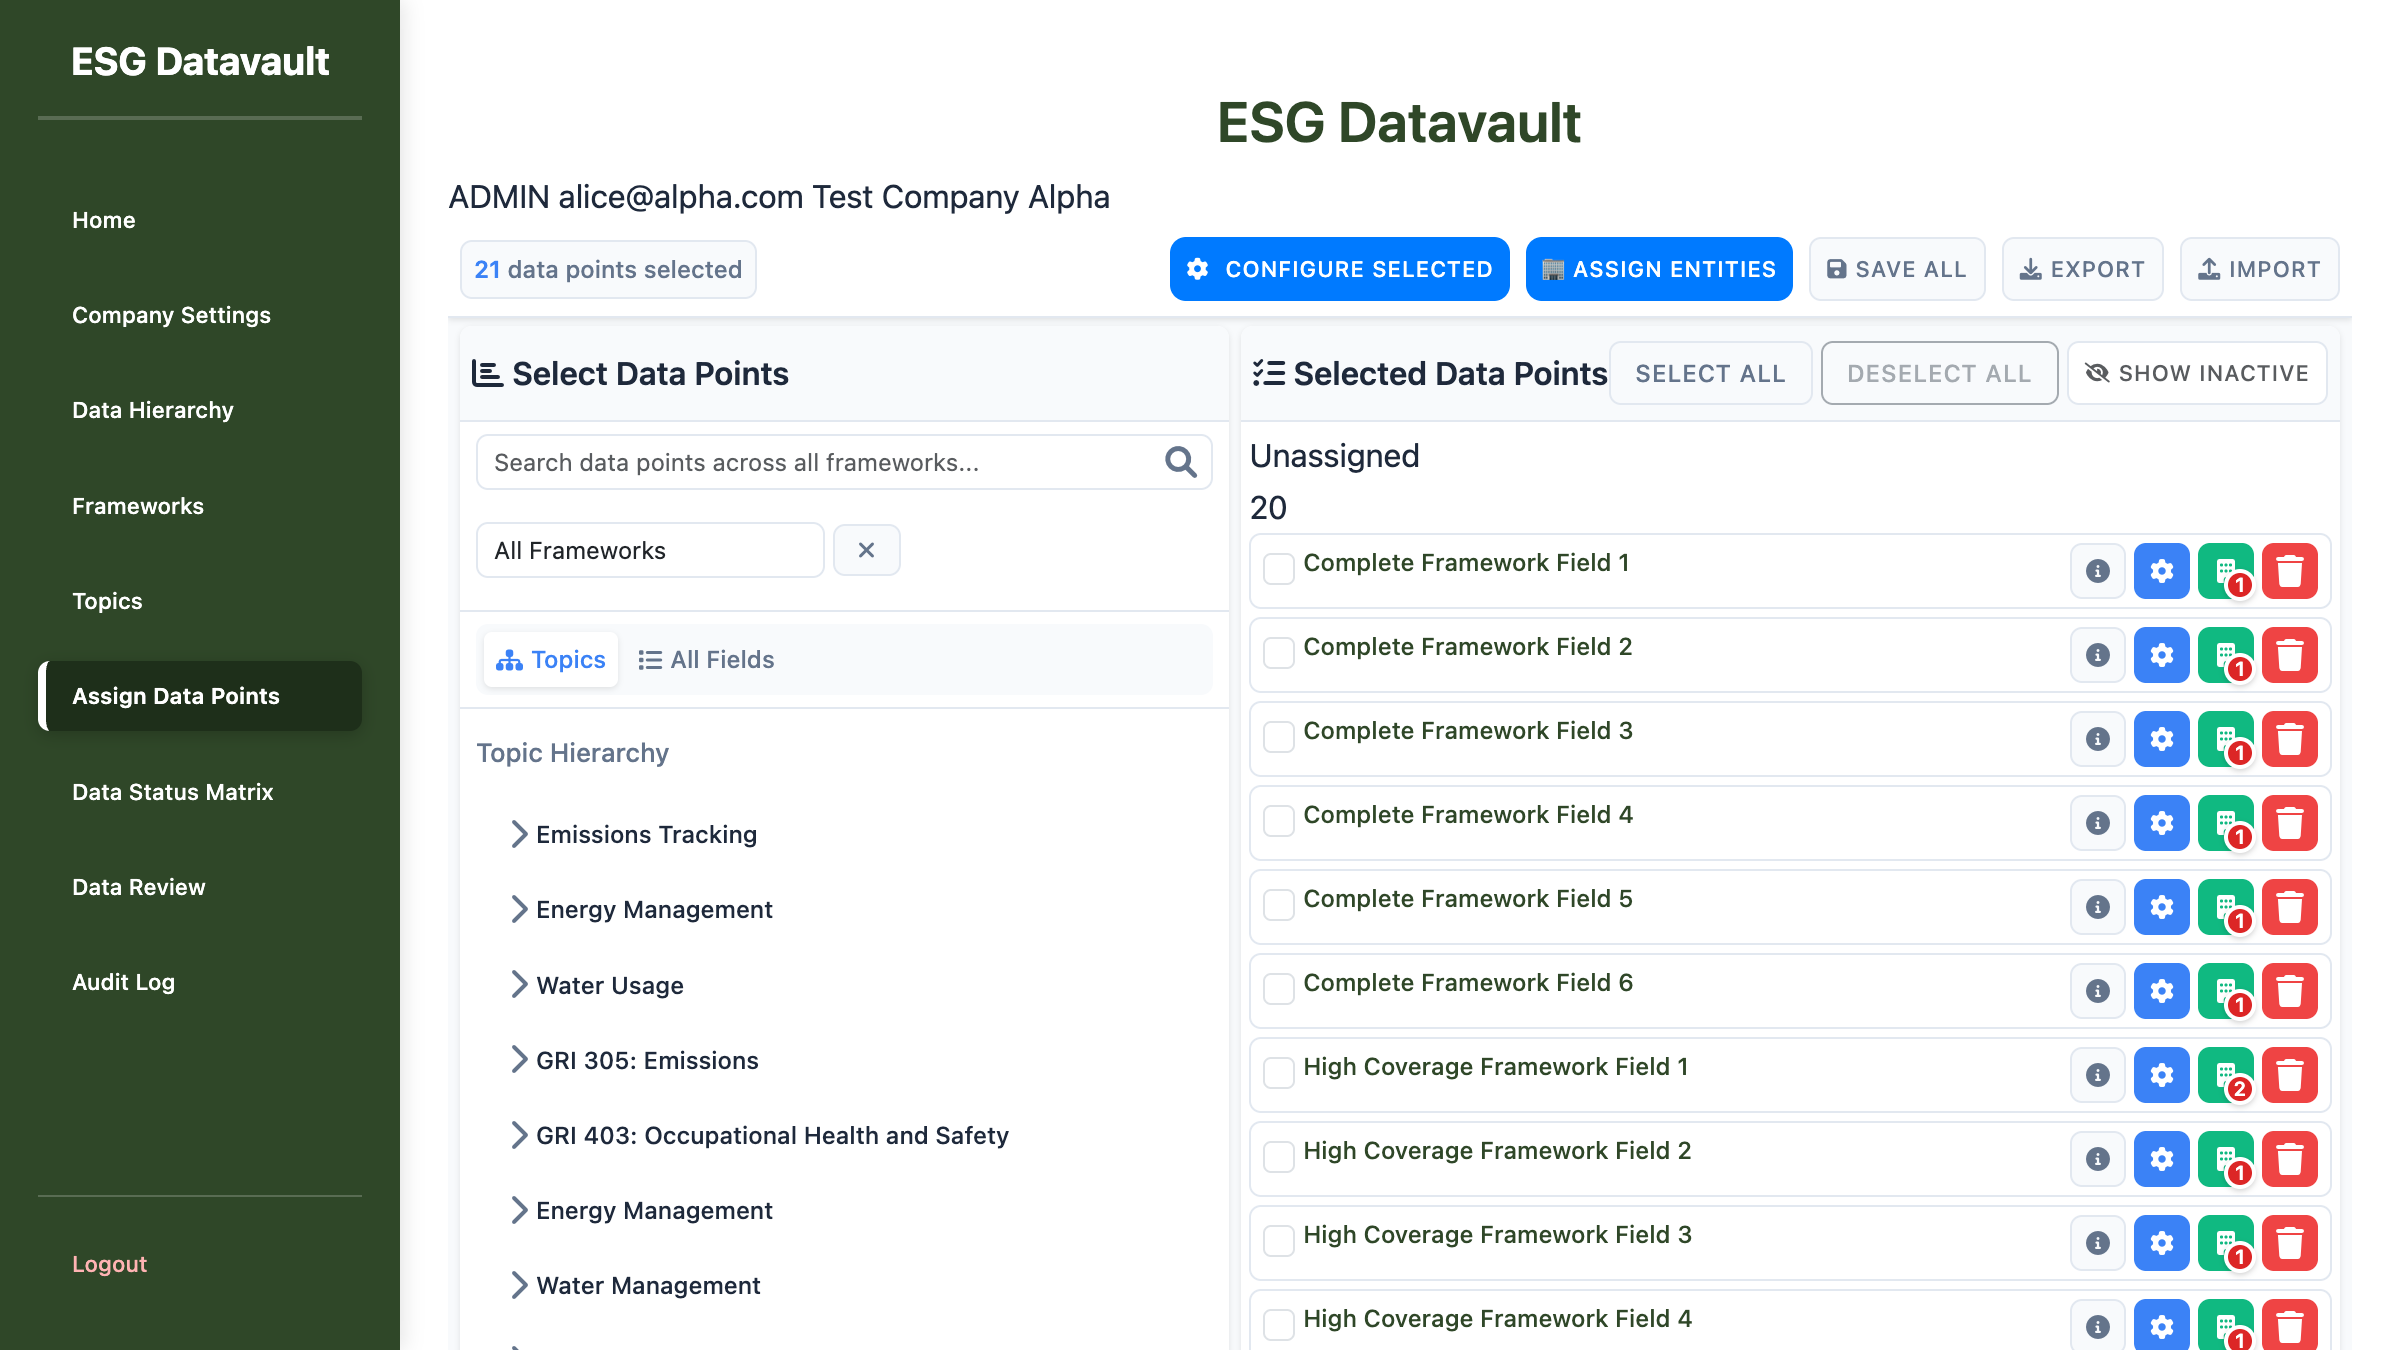 ESG Datavault
Home
Company Settings
Data Hierarchy
Frameworks
Topics
Assign Data Points
Data Status Matrix
Data Review
Audit Log
Logout
ESG Datavault
ADMIN alice@alpha.com Test Company Alpha
21 data points selected
CONFIGURE SELECTED
ASSIGN ENTITIES
SAVE ALL
EXPORT
IMPORT
Select Data Points
Search data points across all frameworks...
All Frameworks
Topics
All Fields
Topic Hierarchy
Emissions Tracking
Energy Management
Water Usage
GRI 305: Emissions
GRI 403: Occupational Health and Safety
Energy Management
Water Management
Selected Data Points
SELECT ALL
DESELECT ALL
SHOW INACTIVE
Unassigned
20
Complete Framework Field 1
1
Complete Framework Field 2
1
Complete Framework Field 3
1
Complete Framework Field 4
1
Complete Framework Field 5
1
Complete Framework Field 6
1
High Coverage Framework Field 1
2
High Coverage Framework Field 2
1
High Coverage Framework Field 3
1
High Coverage Framework Field 4
1